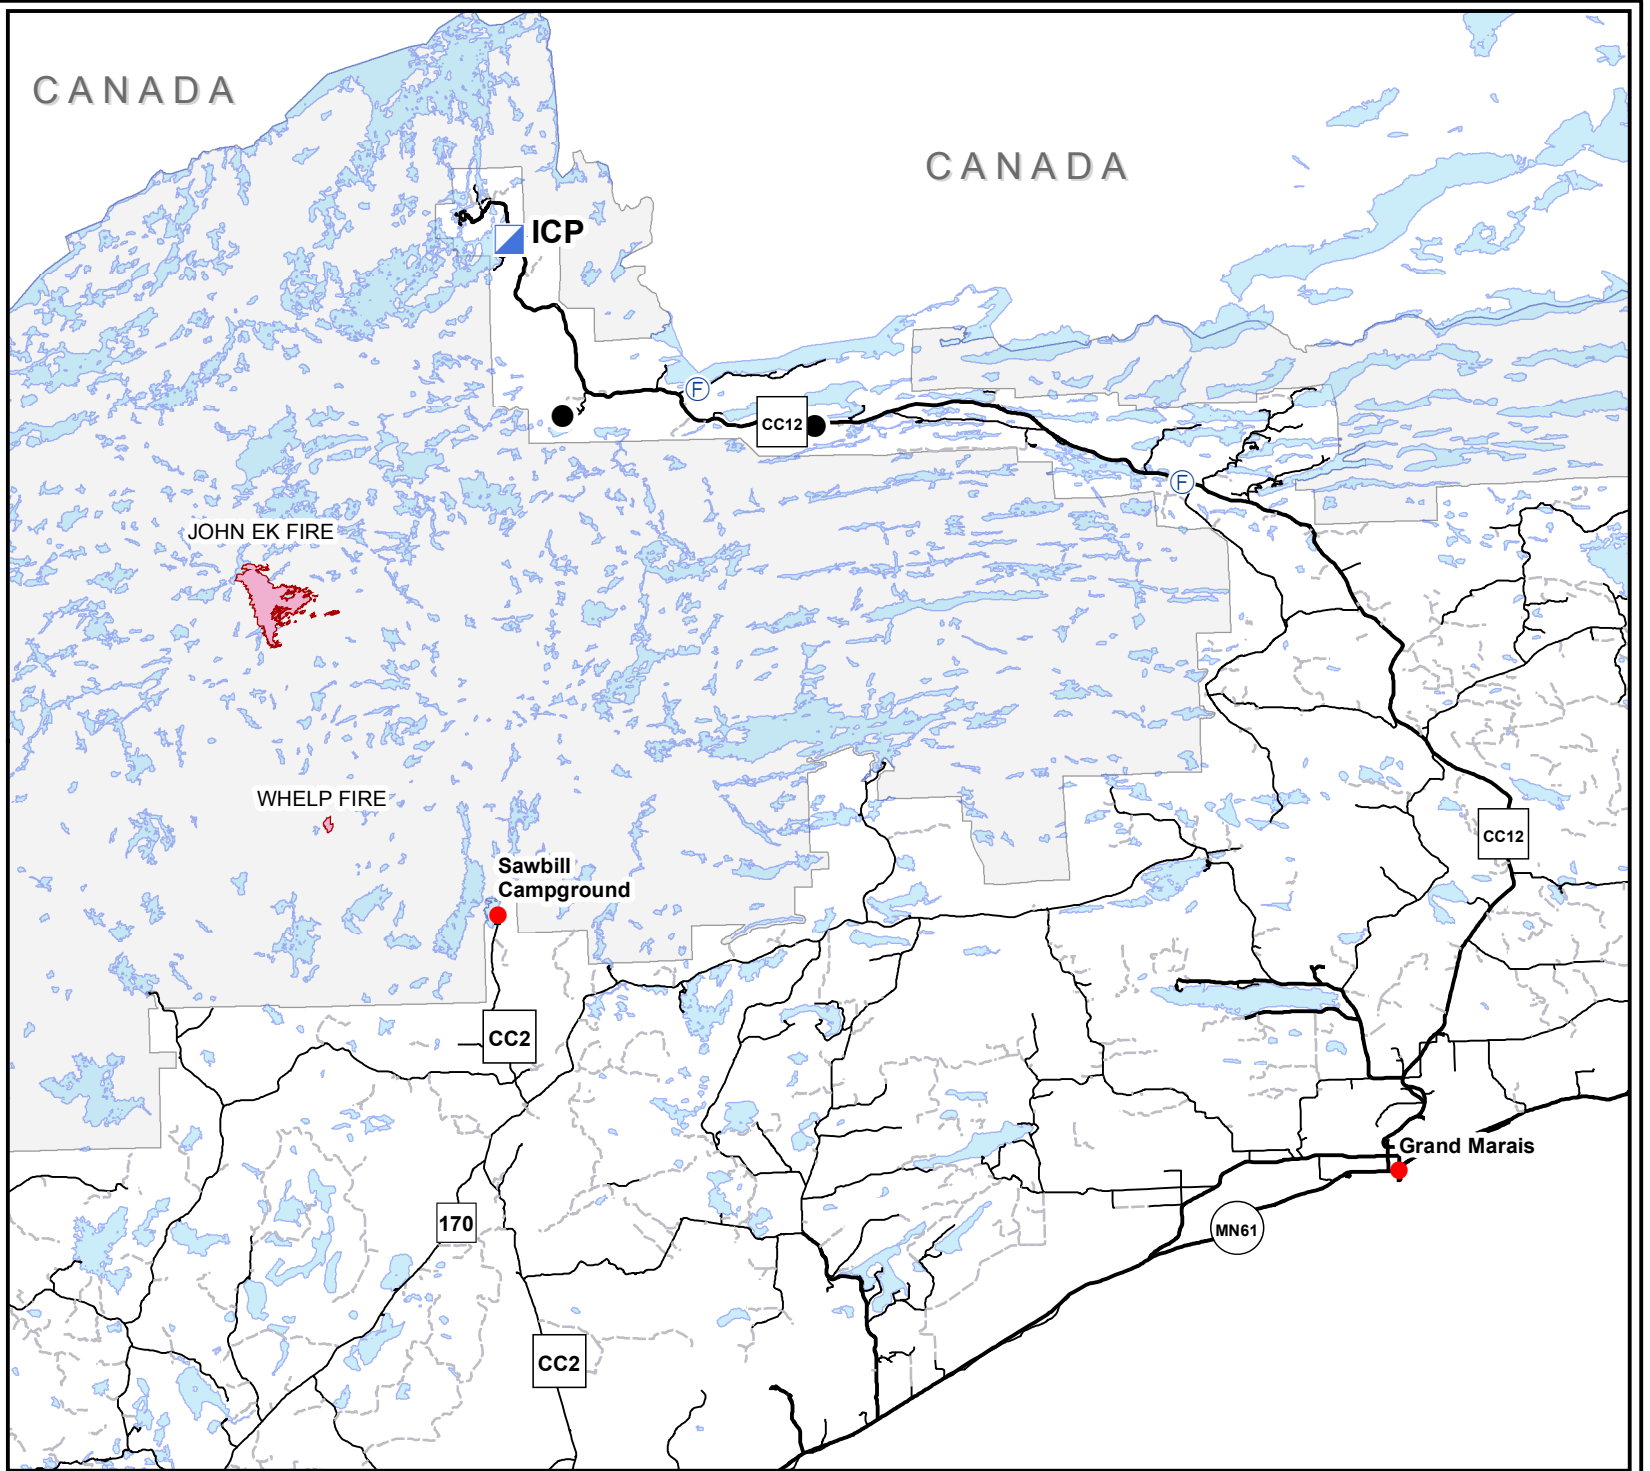 CANADA
CANADA
ICP
F
CC12
F
JOHN EK FIRE
WHELP FIRE
CC12
Sawbill
Campground
CC2
Grand Marais
170
MN61
CC2